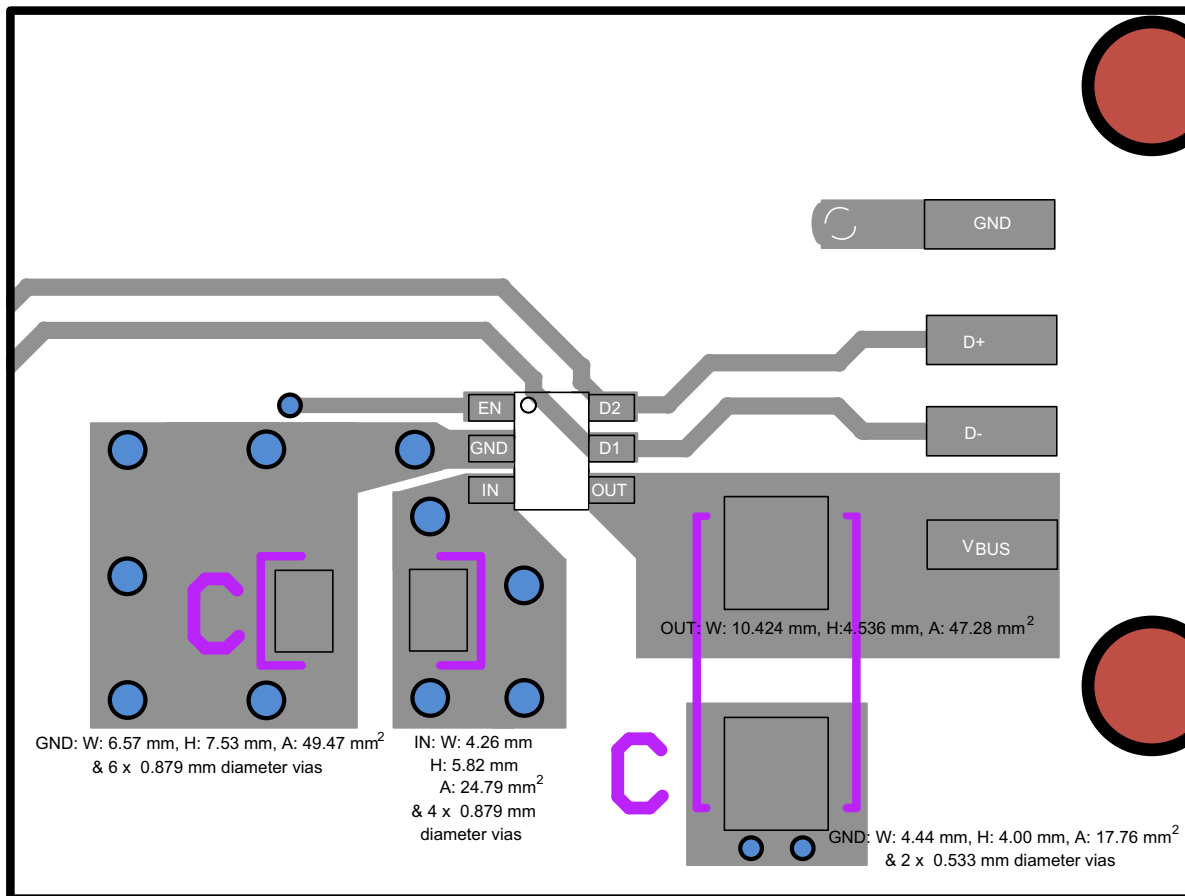 GND
D+
D-
EN
D2
GND
D1
IN
OUT
VBUS
C
OUT: W: 10.424 mm, H:4.536 mm, A: 47.28 mm²
GND: W: 6.57 mm, H: 7.53 mm, A: 49.47 mm²
& 6 x 0.879 mm diameter vias
IN: W: 4.26 mm
H: 5.82 mm
A: 24.79 mm²
& 4 x 0.879 mm
diameter vias
C
GND: W: 4.44 mm, H: 4.00 mm, A: 17.76 mm²
& 2 x 0.533 mm diameter vias